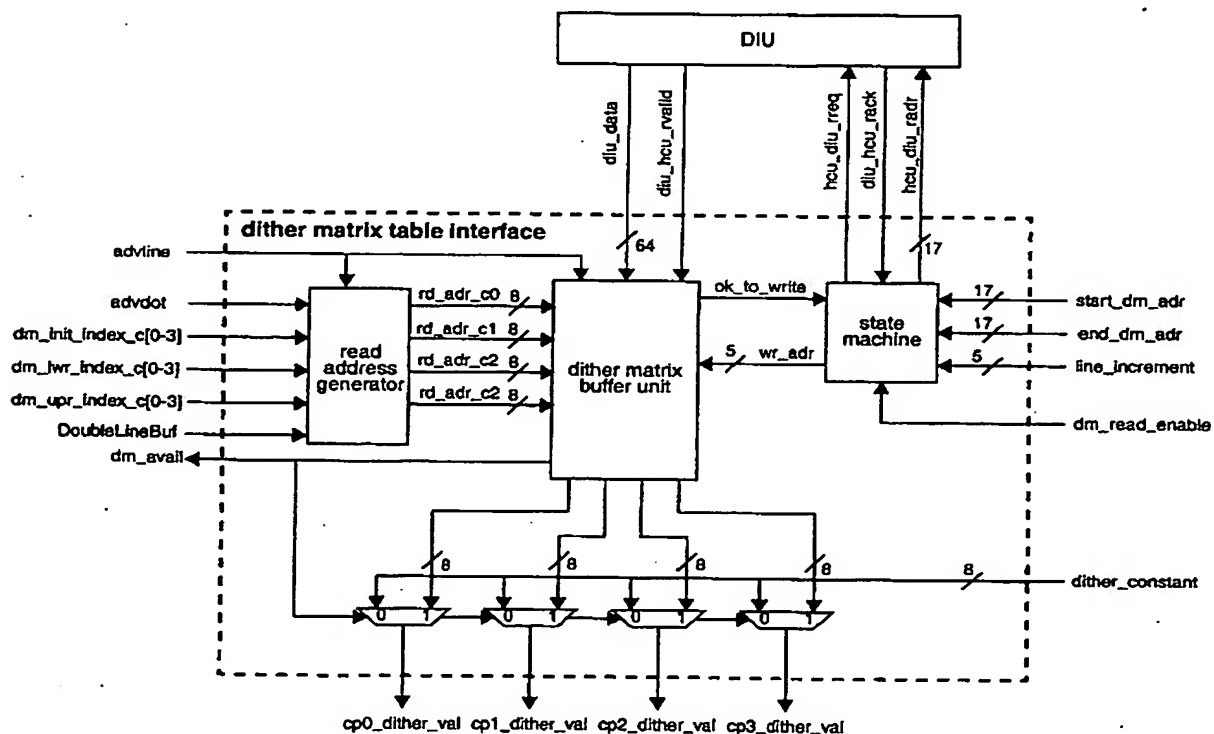 DIU
diu_data
diu_hcu_rvalid
hcu_diu_rreq
diu_hcu_rack
hcu_diu_radr
dither matrix table interface
64
17
advline
advdot
dm_init_index_c[0-3]
dm_lwr_index_c[0-3]
dm_upr_index_c[0-3]
DoubleLineBuf
dm_avail
read
address
generator
rd_adr_c0 8
rd_adr_c1 8
rd_adr_c2 8
rd_adr_c2 8
dither matrix
buffer unit
ok_to_write
5 wr_adr
state
machine
17 start_dm_adr
17 end_dm_adr
5 line_increment
dm_read_enable
8 8 8 8
8 dither_constant
0 1 0 1 0 1 0 1
cp0_dither_val cp1_dither_val cp2_dither_val cp3_dither_val